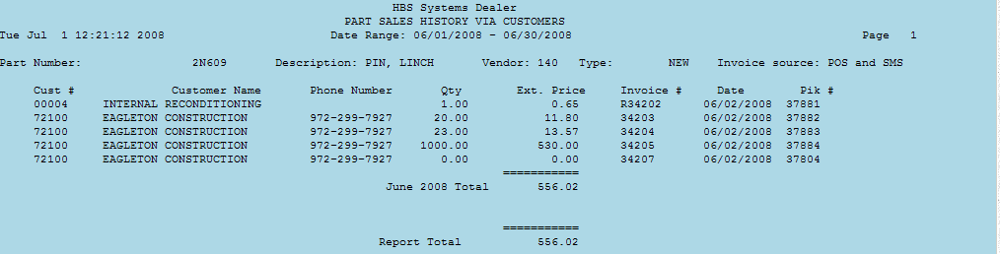 HBS Systems Dealer
PART SALES HISTORY VIA CUSTOMERS
Tue Jul 1 12:21:12 2008 Date Range: 06/01/2008 - 06/30/2008 Page 1
Part Number: 2N609 Description: PIN, LINCH Vendor: 140 Type: NEW Invoice source: POS and SMS
Cust # Customer Name Phone Number Qty Ext. Price Invoice # Date Pik #
00004 INTERNAL RECONDITIONING 1.00 0.65 R34202 06/02/2008 37881
72100 EAGLETON CONSTRUCTION 972-299-7927 20.00 11.80 34203 06/02/2008 37882
72100 EAGLETON CONSTRUCTION 972-299-7927 23.00 13.57 34204 06/02/2008 37883
72100 EAGLETON CONSTRUCTION 972-299-7927 1000.00 530.00 34205 06/02/2008 37884
72100 EAGLETON CONSTRUCTION 972-299-7927 0.00 0.00 34207 06/02/2008 37804
===========
June 2008 Total 556.02
===========
Report Total 556.02